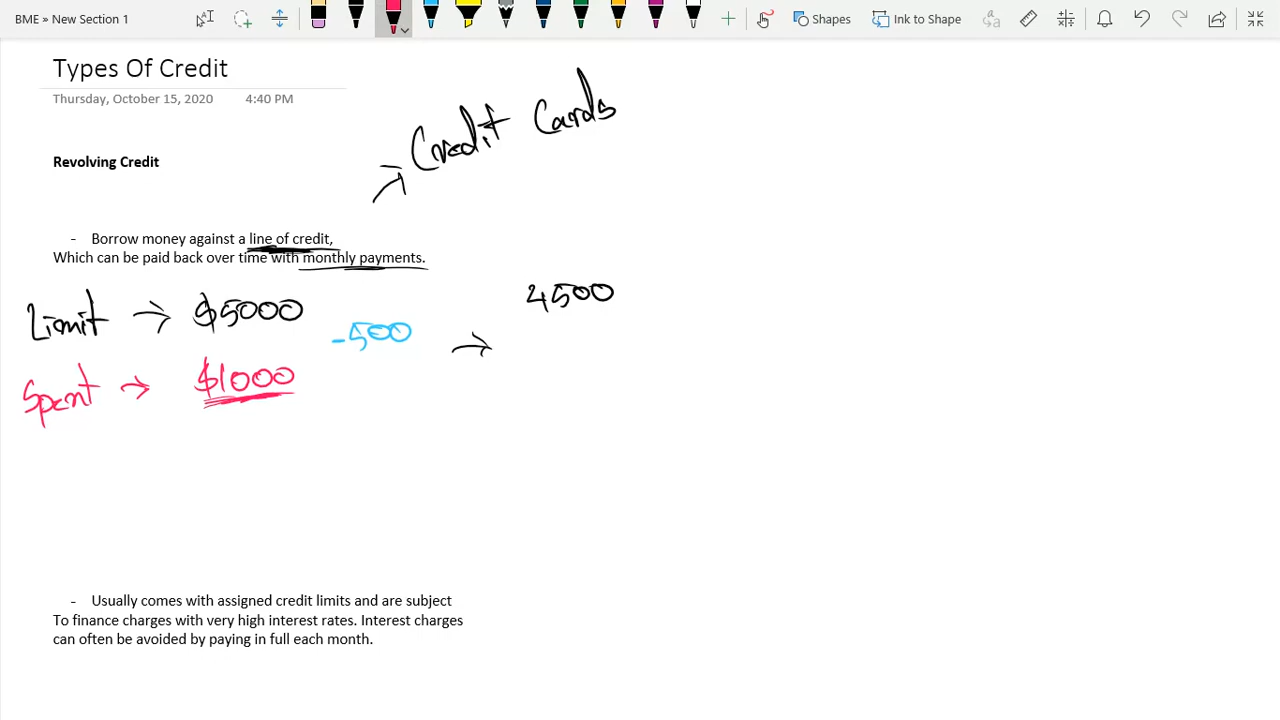 BME » New Section 1
Shapes
Ink to Shape
Types Of Credit
Thursday, October 15, 2020 4:40 PM
Credit Cards
Revolving Credit
- Borrow money against a line of credit,
Which can be paid back over time with monthly payments.
Limit → $5000
-500 → 4500
Spent → $1000
- Usually comes with assigned credit limits and are subject
To finance charges with very high interest rates. Interest charges
can often be avoided by paying in full each month.